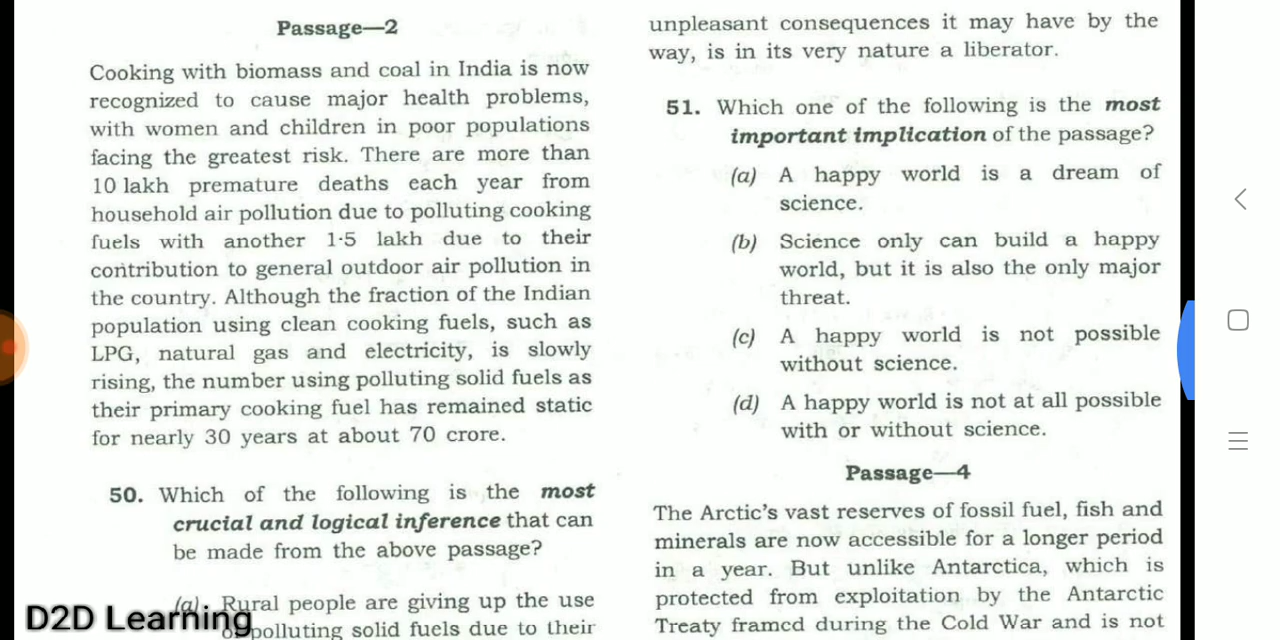 Passage—2
Cooking with biomass and coal in India is now
recognized to cause major health problems,
with women and children in poor populations
facing the greatest risk. There are more than
10 lakh premature deaths each year from
household air pollution due to polluting cooking
fuels with another 1·5 lakh due to their
contribution to general outdoor air pollution in
the country. Although the fraction of the Indian
population using clean cooking fuels, such as
LPG, natural gas and electricity, is slowly
rising, the number using polluting solid fuels as
their primary cooking fuel has remained static
for nearly 30 years at about 70 crore.
50. Which of the following is the most
crucial and logical inference that can
be made from the above passage?
(a) Rural people are giving up the use
of polluting solid fuels due to their
unpleasant consequences it may have by the
way, is in its very nature a liberator.
51. Which one of the following is the most
important implication of the passage?
(a) A happy world is a dream of
science.
(b) Science only can build a happy
world, but it is also the only major
threat.
(c) A happy world is not possible
without science.
(d) A happy world is not at all possible
with or without science.
Passage—4
The Arctic's vast reserves of fossil fuel, fish and
minerals are now accessible for a longer period
in a year. But unlike Antarctica, which is
protected from exploitation by the Antarctic
Treaty framed during the Cold War and is not
D2D Learning